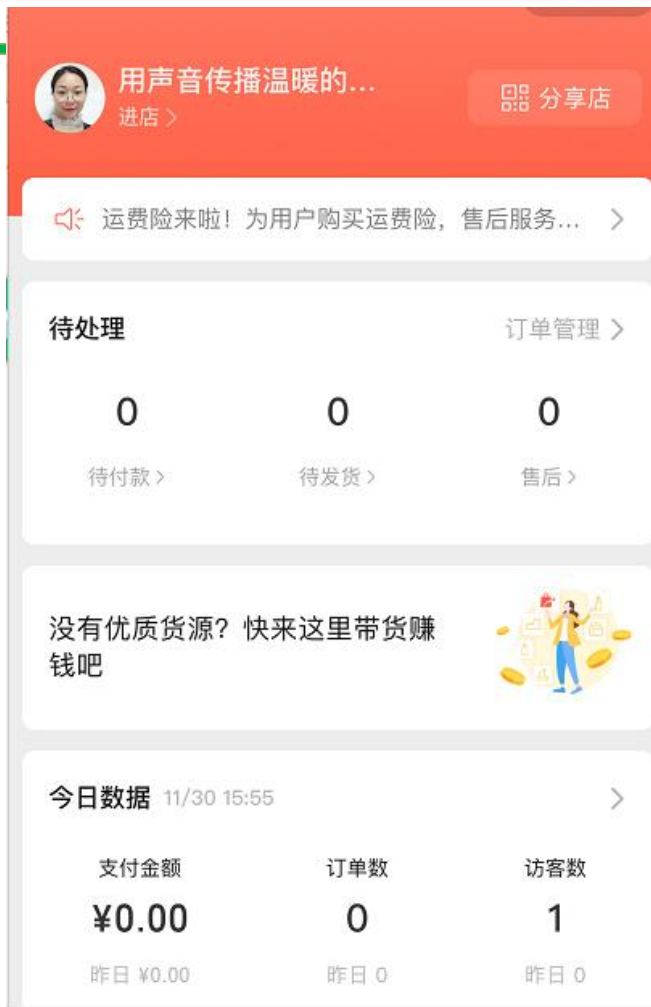 用声音传播温暖的...
进店 >
分享店
运费险来啦！为用户购买运费险，售后服务... >
待处理 订单管理 >
0 0 0
待付款 > 待发货 > 售后 >
没有优质货源？快来这里带货赚
钱吧
今日数据 11/30 15:55 >
支付金额 订单数 访客数
¥0.00 0 1
昨日 ¥0.00 昨日 0 昨日 0